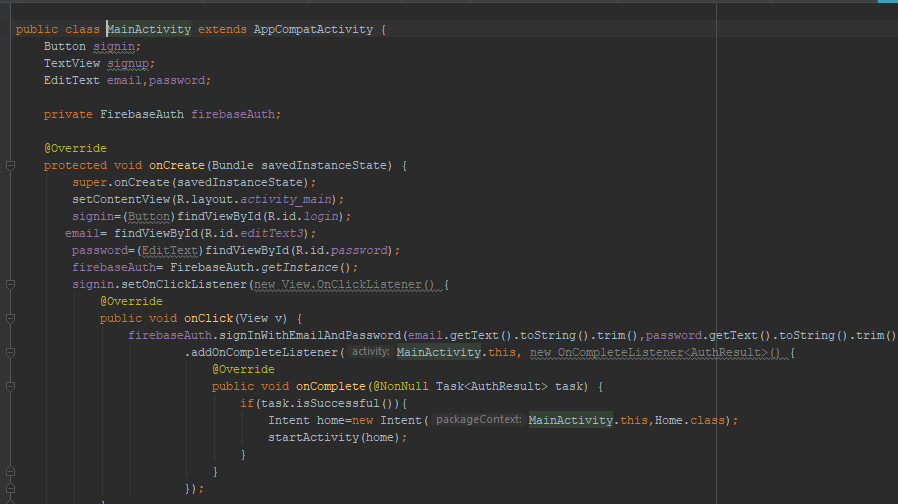 public class MainActivity extends AppCompatActivity {
Button signin;
TextView signup;
EditText email,password;
private FirebaseAuth firebaseAuth;
@Override
protected void onCreate(Bundle savedInstanceState) {
super.onCreate(savedInstanceState);
setContentView(R.layout.activity_main);
signin=(Button)findViewById(R.id.login);
email= findViewById(R.id.editText3);
password=(EditText)findViewById(R.id.password);
firebaseAuth= FirebaseAuth.getInstance();
signin.setOnClickListener(new View.OnClickListener() {
@Override
public void onClick(View v) {
firebaseAuth.signInWithEmailAndPassword(email.getText().toString().trim(),password.getText().toString().trim()
.addOnCompleteListener( activity: MainActivity.this, new OnCompleteListener<AuthResult>() {
@Override
public void onComplete(@NonNull Task<AuthResult> task) {
if(task.isSuccessful()){
Intent home=new Intent( packageContext: MainActivity.this,Home.class);
startActivity(home);
}
}
});